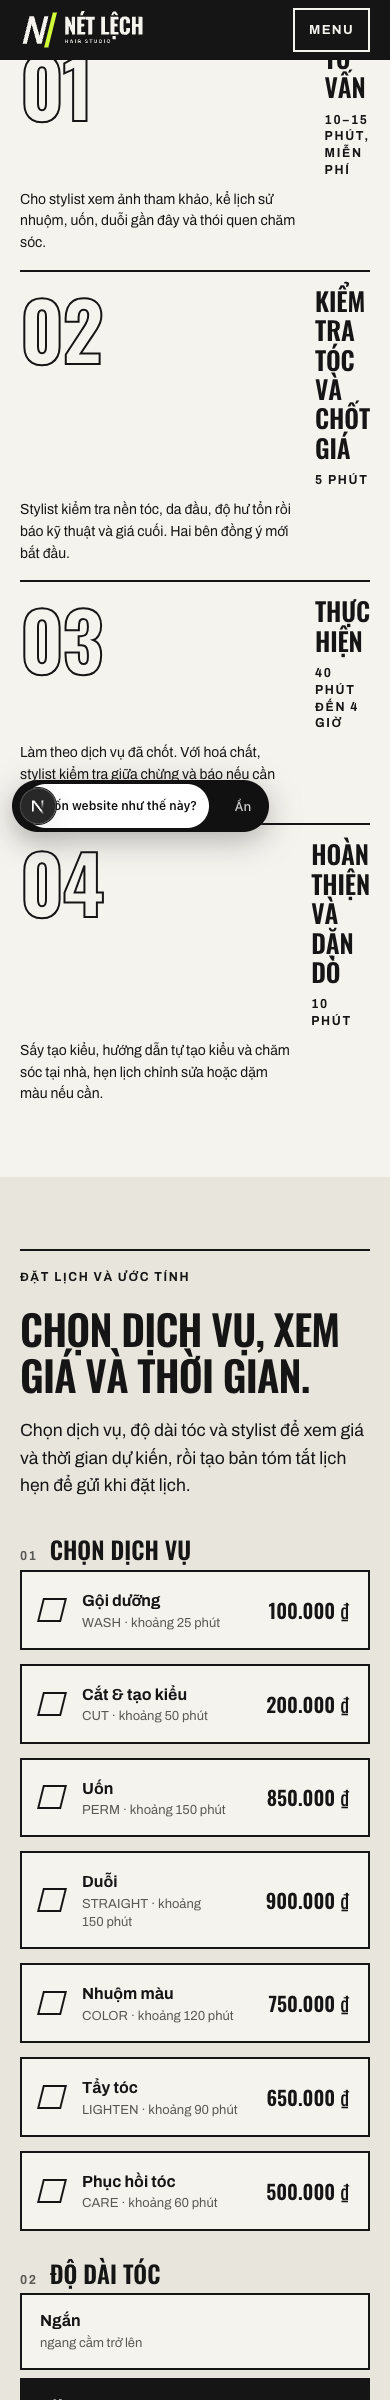 NÉT LỆCH
HAIR STUDIO
MENU
01
VẤN
10–15
PHÚT,
MIỄN
PHÍ
Cho stylist xem ảnh tham khảo, kể lịch sử
nhuộm, uốn, duỗi gần đây và thói quen chăm
sóc.
02
KIỂM
TRA
TÓC
VÀ
CHỐT
GIÁ
5 PHÚT
Stylist kiểm tra nền tóc, da đầu, độ hư tổn rồi
báo kỹ thuật và giá cuối. Hai bên đồng ý mới
bắt đầu.
03
THỰC
HIỆN
40
PHÚT
ĐẾN 4
GIỜ
Làm theo dịch vụ đã chốt. Với hoá chất,
stylist kiểm tra giữa chừng và báo nếu cần
website như thế này?
Ẩn
04
HOÀN
THIỆN
VÀ
DẶN
DÒ
10
PHÚT
Sấy tạo kiểu, hướng dẫn tự tạo kiểu và chăm
sóc tại nhà, hẹn lịch chỉnh sửa hoặc dặm
màu nếu cần.
ĐẶT LỊCH VÀ ƯỚC TÍNH
CHỌN DỊCH VỤ, XEM
GIÁ VÀ THỜI GIAN.
Chọn dịch vụ, độ dài tóc và stylist để xem giá
và thời gian dự kiến, rồi tạo bản tóm tắt lịch
hẹn để gửi khi đặt lịch.
01 CHỌN DỊCH VỤ
Gội dưỡng
WASH · khoảng 25 phút
100.000 ₫
Cắt & tạo kiểu
CUT · khoảng 50 phút
200.000 ₫
Uốn
PERM · khoảng 150 phút
850.000 ₫
Duỗi
STRAIGHT · khoảng
150 phút
900.000 ₫
Nhuộm màu
COLOR · khoảng 120 phút
750.000 ₫
Tẩy tóc
LIGHTEN · khoảng 90 phút
650.000 ₫
Phục hồi tóc
CARE · khoảng 60 phút
500.000 ₫
02 ĐỘ DÀI TÓC
Ngắn
ngang cằm trở lên